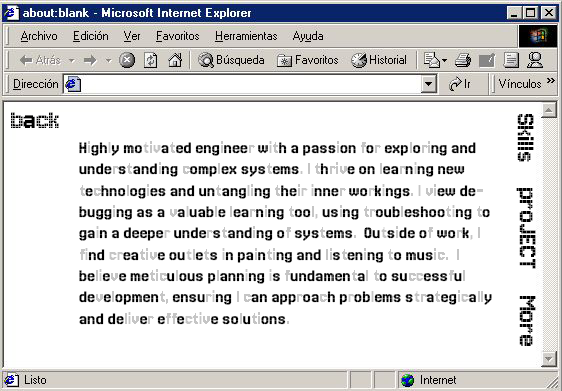 about:blank - Microsoft Internet Explorer
Archivo Edición Ver Favoritos Herramientas Ayuda
Búsqueda Favoritos Historial
Dirección Ir Vínculos »
back
Skills
Highly motivated engineer with a passion for exploring and
understanding complex systems. I thrive on learning new
technologies and untangling their inner workings. I view de-
bugging as a valuable learning tool, using troubleshooting to
gain a deeper understanding of systems. Outside of work, I
find creative outlets in painting and listening to music. I
believe meticulous planning is fundamental to successful
development, ensuring I can approach problems strategically
and deliver effective solutions.
proJECT
More
Listo Internet